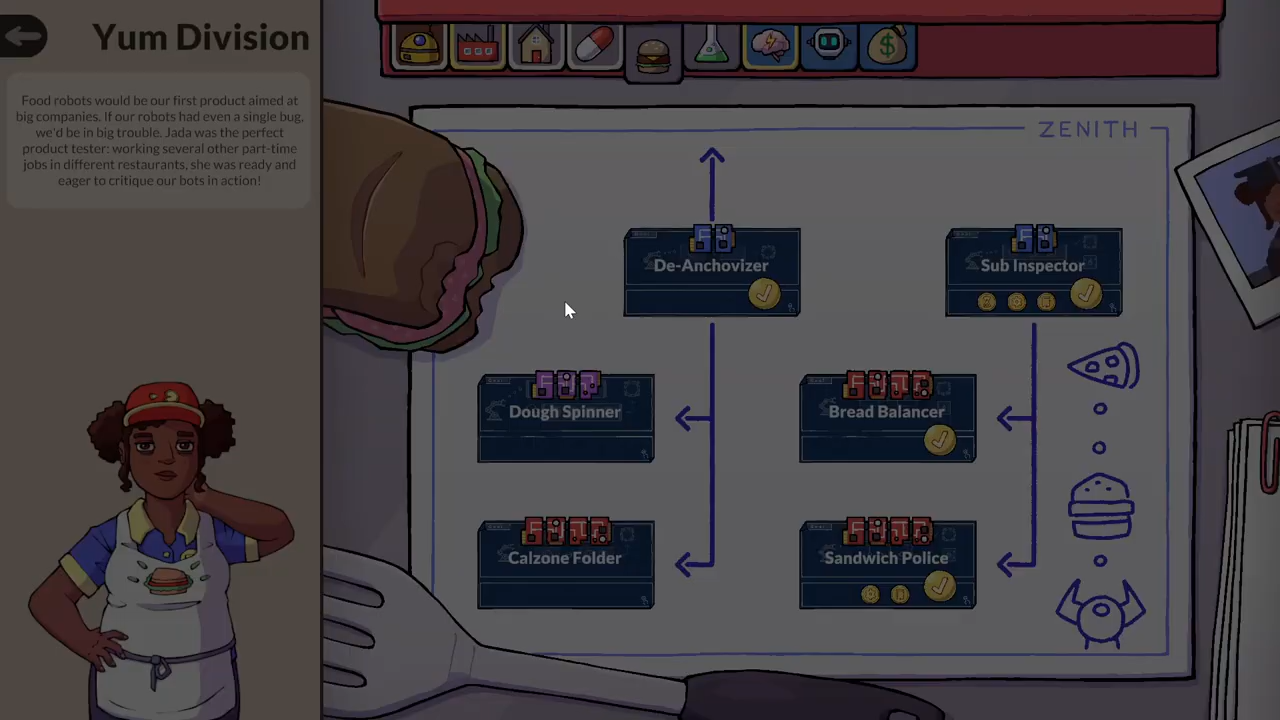 Yum Division
Food robots would be our first product aimed at
big companies. If our robots had even a single bug,
we'd be in big trouble. Jada was the perfect
product tester: working several other part-time
jobs in different restaurants, she was ready and
eager to critique our bots in action!
ZENITH
De-Anchovizer
Sub Inspector
Dough Spinner
Bread Balancer
Calzone Folder
Sandwich Police